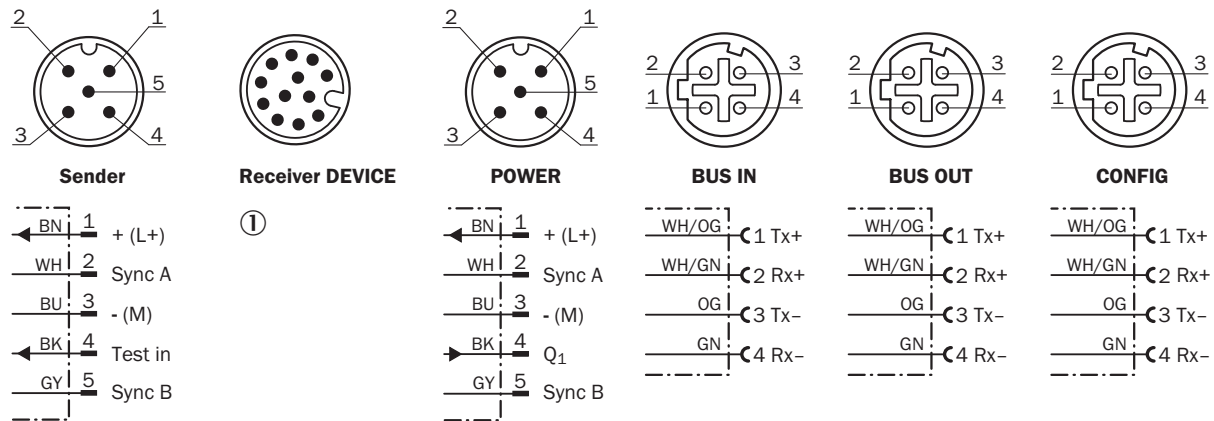 2 1
5
3 4
Sender
BN 1 + (L+)
WH 2 Sync A
BU 3 - (M)
BK 4 Test in
GY 5 Sync B
Receiver DEVICE
①
2 1
5
3 4
POWER
BN 1 + (L+)
WH 2 Sync A
BU 3 - (M)
BK 4 Q₁
GY 5 Sync B
2 3
1 4
BUS IN
WH/OG 1 Tx+
WH/GN 2 Rx+
OG 3 Tx–
GN 4 Rx–
2 3
1 4
BUS OUT
WH/OG 1 Tx+
WH/GN 2 Rx+
OG 3 Tx–
GN 4 Rx–
2 3
1 4
CONFIG
WH/OG 1 Tx+
WH/GN 2 Rx+
OG 3 Tx–
GN 4 Rx–